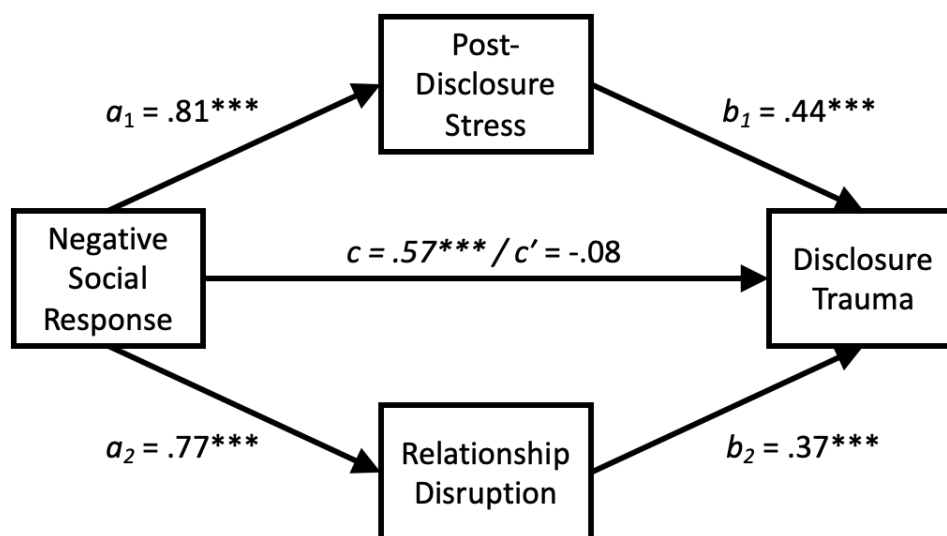 Post-
Disclosure
Stress
a₁ = .81***
b₁ = .44***
Negative
Social
Response
c = .57*** / c′ = -.08
Disclosure
Trauma
a₂ = .77***
Relationship
Disruption
b₂ = .37***